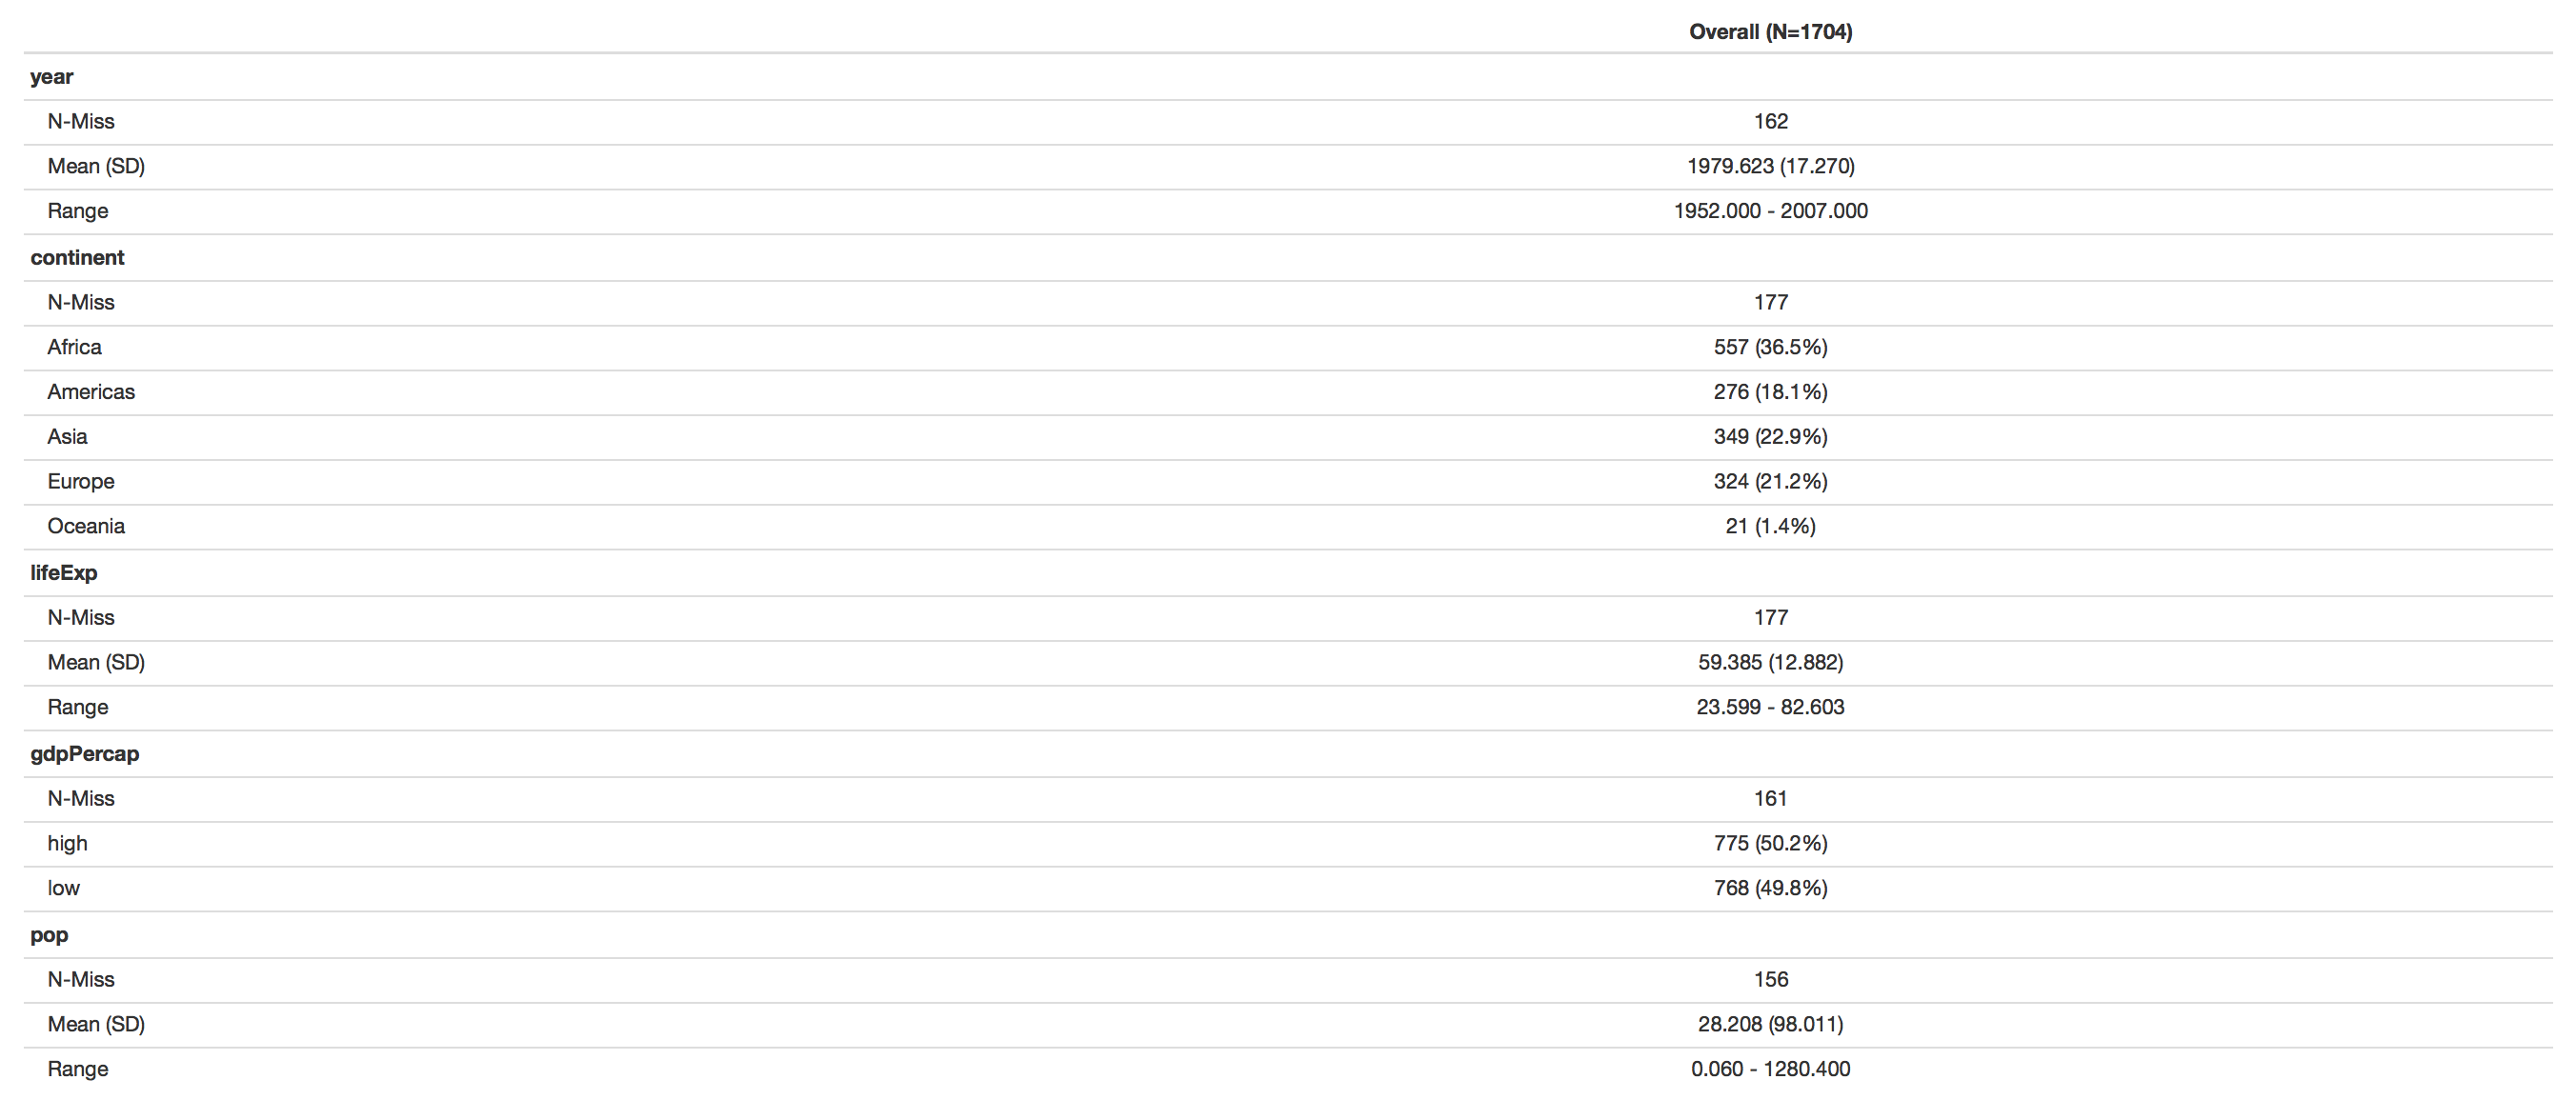 Overall (N=1704)
year
N-Miss 162
Mean (SD) 1979.623 (17.270)
Range 1952.000 - 2007.000
continent
N-Miss 177
Africa 557 (36.5%)
Americas 276 (18.1%)
Asia 349 (22.9%)
Europe 324 (21.2%)
Oceania 21 (1.4%)
lifeExp
N-Miss 177
Mean (SD) 59.385 (12.882)
Range 23.599 - 82.603
gdpPercap
N-Miss 161
high 775 (50.2%)
low 768 (49.8%)
pop
N-Miss 156
Mean (SD) 28.208 (98.011)
Range 0.060 - 1280.400